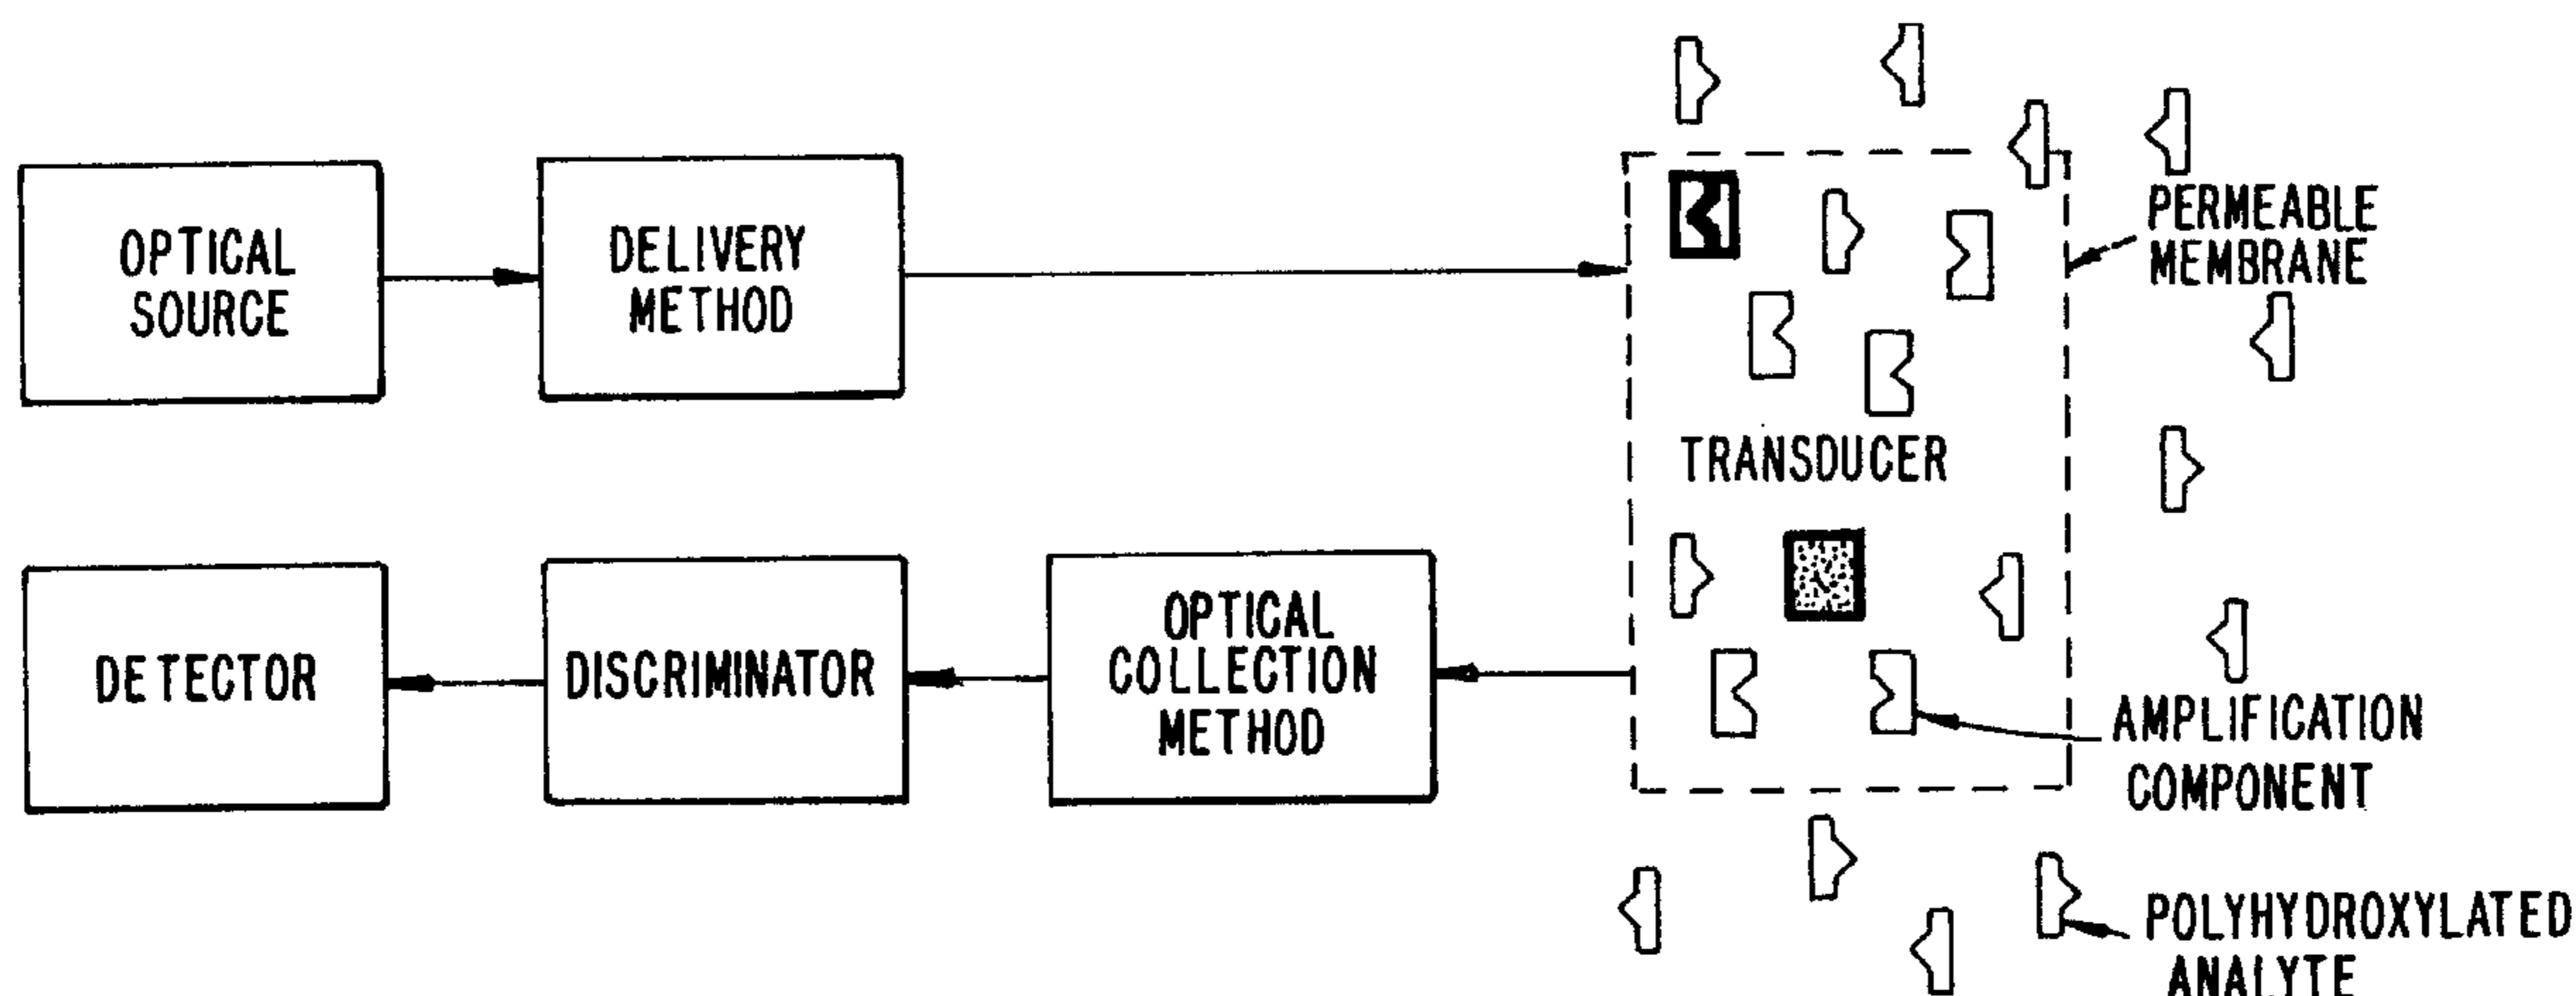 OPTICAL
SOURCE
DELIVERY
METHOD
PERMEABLE
MEMBRANE
TRANSDUCER
DETECTOR
DISCRIMINATOR
OPTICAL
COLLECTION
METHOD
AMPLIFICATION
COMPONENT
POLYHYDROXYLATED
ANALYTE